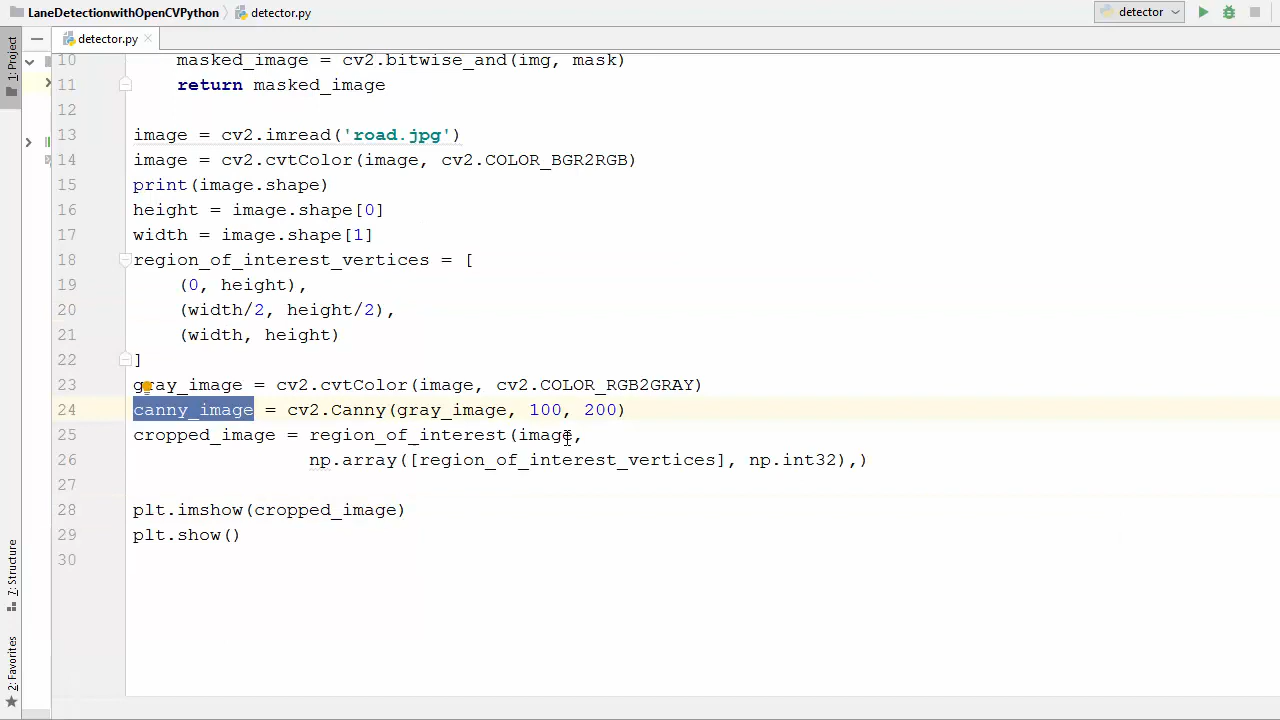 LaneDetectionwithOpenCVPython detector.py detector
detector.py
1: Project
10 masked_image = cv2.bitwise_and(img, mask)
11 return masked_image
12
13 image = cv2.imread('road.jpg')
14 image = cv2.cvtColor(image, cv2.COLOR_BGR2RGB)
15 print(image.shape)
16 height = image.shape[0]
17 width = image.shape[1]
18 region_of_interest_vertices = [
19 (0, height),
20 (width/2, height/2),
21 (width, height)
22 ]
23 gray_image = cv2.cvtColor(image, cv2.COLOR_RGB2GRAY)
24 canny_image = cv2.Canny(gray_image, 100, 200)
25 cropped_image = region_of_interest(image,
26 np.array([region_of_interest_vertices], np.int32),)
27
28 plt.imshow(cropped_image)
29 plt.show()
30
7: Structure
2: Favorites